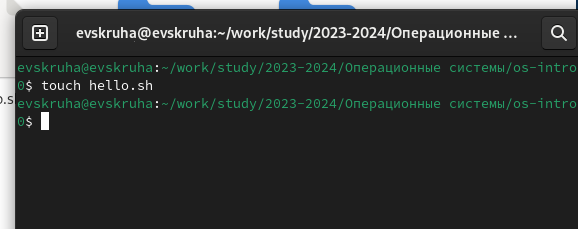 evskruha@evskruha:~/work/study/2023-2024/Операционные ...
evskruha@evskruha:~/work/study/2023-2024/Операционные системы/os-intro
0$ touch hello.sh
evskruha@evskruha:~/work/study/2023-2024/Операционные системы/os-intro
0$